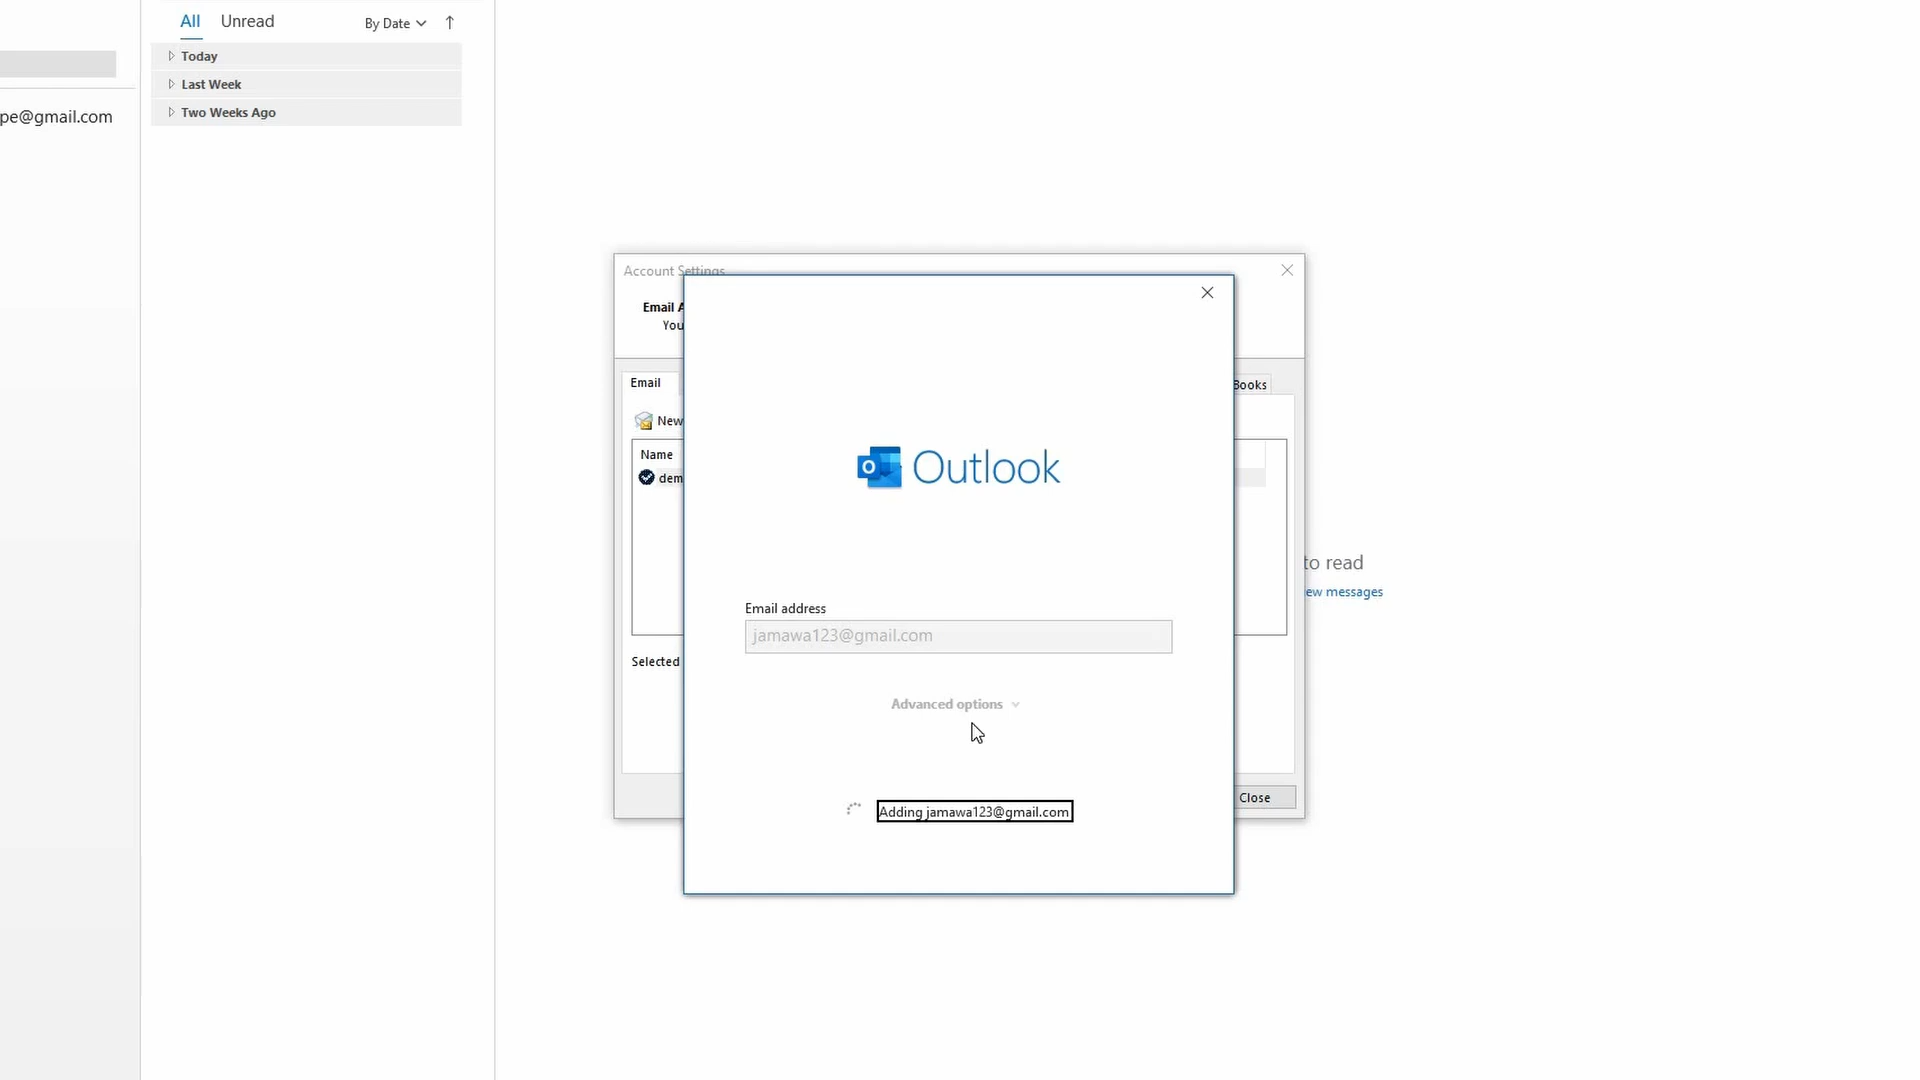 All Unread By Date
Today
Last Week
Two Weeks Ago
pe@gmail.com
Account Settings
Email A
You
Email
Books
New
Name
dem
Selected
Close
to read
ew messages
Outlook
Email address
jamawa123@gmail.com
Advanced options
Adding jamawa123@gmail.com